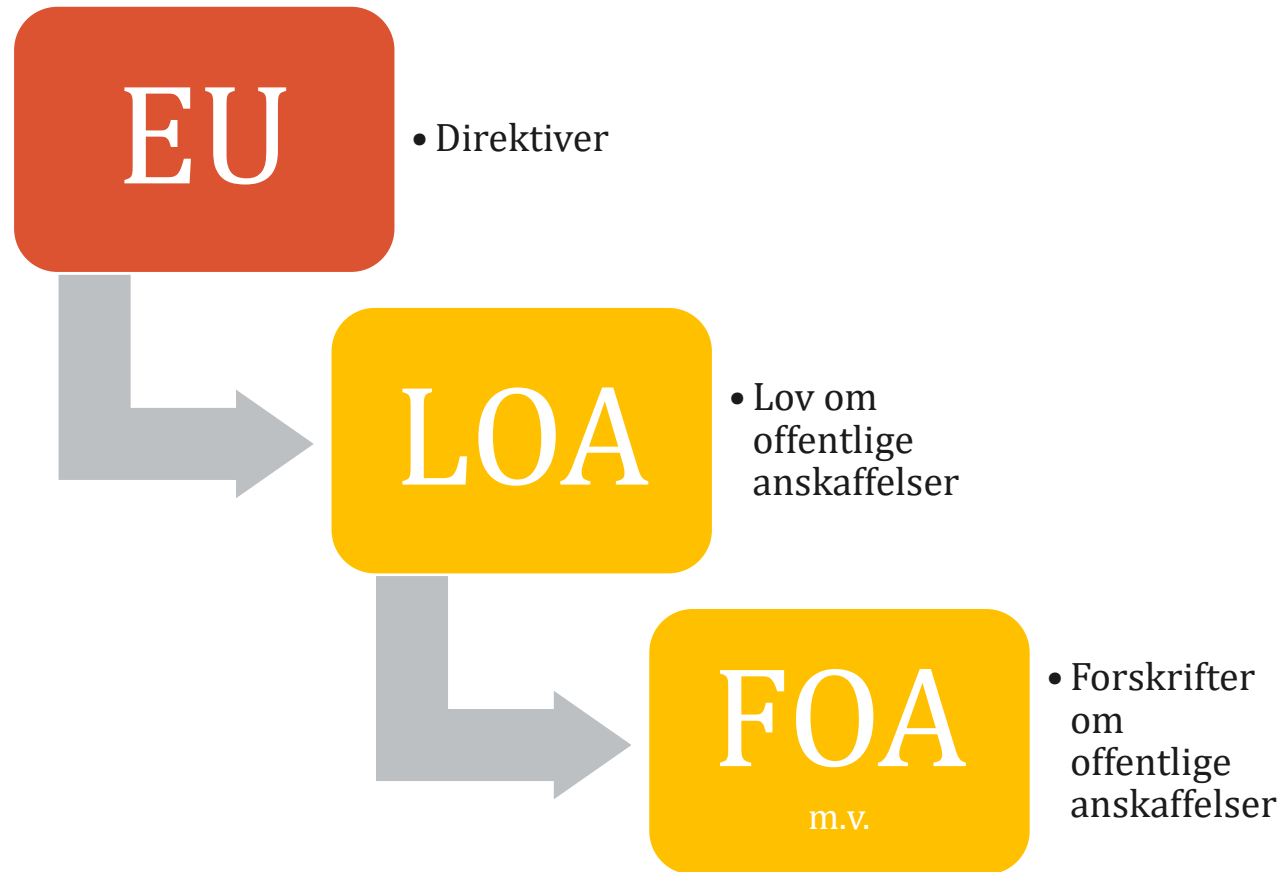 EU
• Direktiver
LOA
• Lov om
offentlige
anskaffelser
FOA
m.v.
• Forskrifter
om
offentlige
anskaffelser